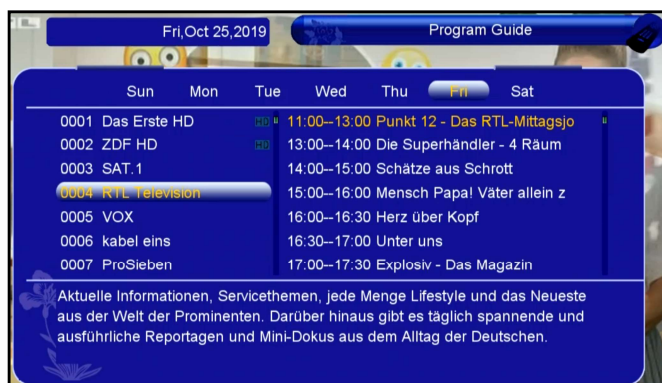 Fri,Oct 25,2019
Program Guide
Sun Mon Tue Wed Thu Fri Sat
0001 Das Erste HD HD
0002 ZDF HD HD
0003 SAT.1
0004 RTL Television
0005 VOX
0006 kabel eins
0007 ProSieben
11:00--13:00 Punkt 12 - Das RTL-Mittagsjo
13:00--14:00 Die Superhändler - 4 Räum
14:00--15:00 Schätze aus Schrott
15:00--16:00 Mensch Papa! Väter allein z
16:00--16:30 Herz über Kopf
16:30--17:00 Unter uns
17:00--17:30 Explosiv - Das Magazin
Aktuelle Informationen, Servicethemen, jede Menge Lifestyle und das Neueste
aus der Welt der Prominenten. Darüber hinaus gibt es täglich spannende und
ausführliche Reportagen und Mini-Dokus aus dem Alltag der Deutschen.